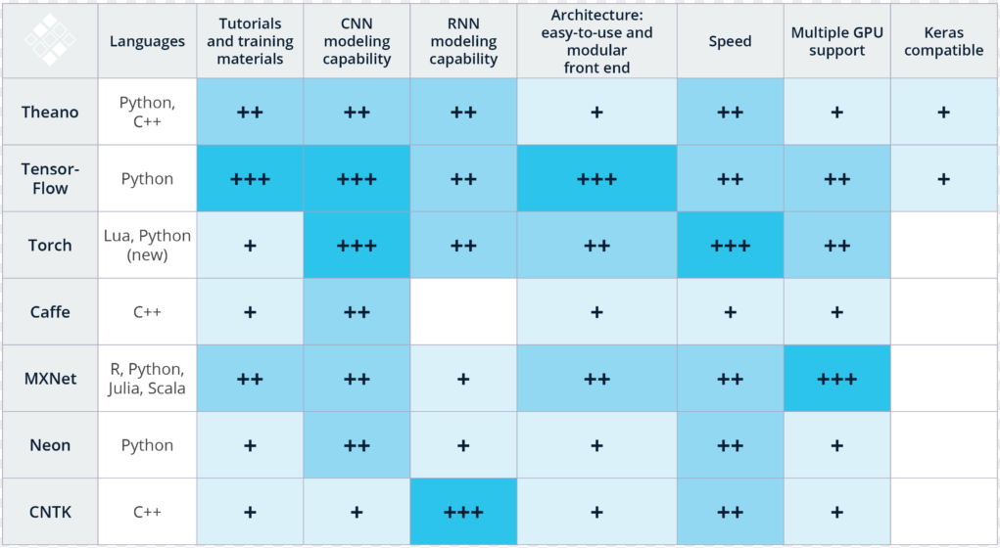 Languages
Tutorials
and training
materials
CNN
modeling
capability
RNN
modeling
capability
Architecture:
easy-to-use and
modular
front end
Speed
Multiple GPU
support
Keras
compatible
Theano
Python,
C++
++
++
++
+
++
+
+
Tensor-
Flow
Python
+++
+++
++
+++
++
++
+
Torch
Lua, Python
(new)
+
+++
++
++
+++
++
Caffe
C++
+
++
+
+
+
MXNet
R, Python,
Julia, Scala
++
++
+
++
++
+++
Neon
Python
+
++
+
+
++
+
CNTK
C++
+
+
+++
+
++
+